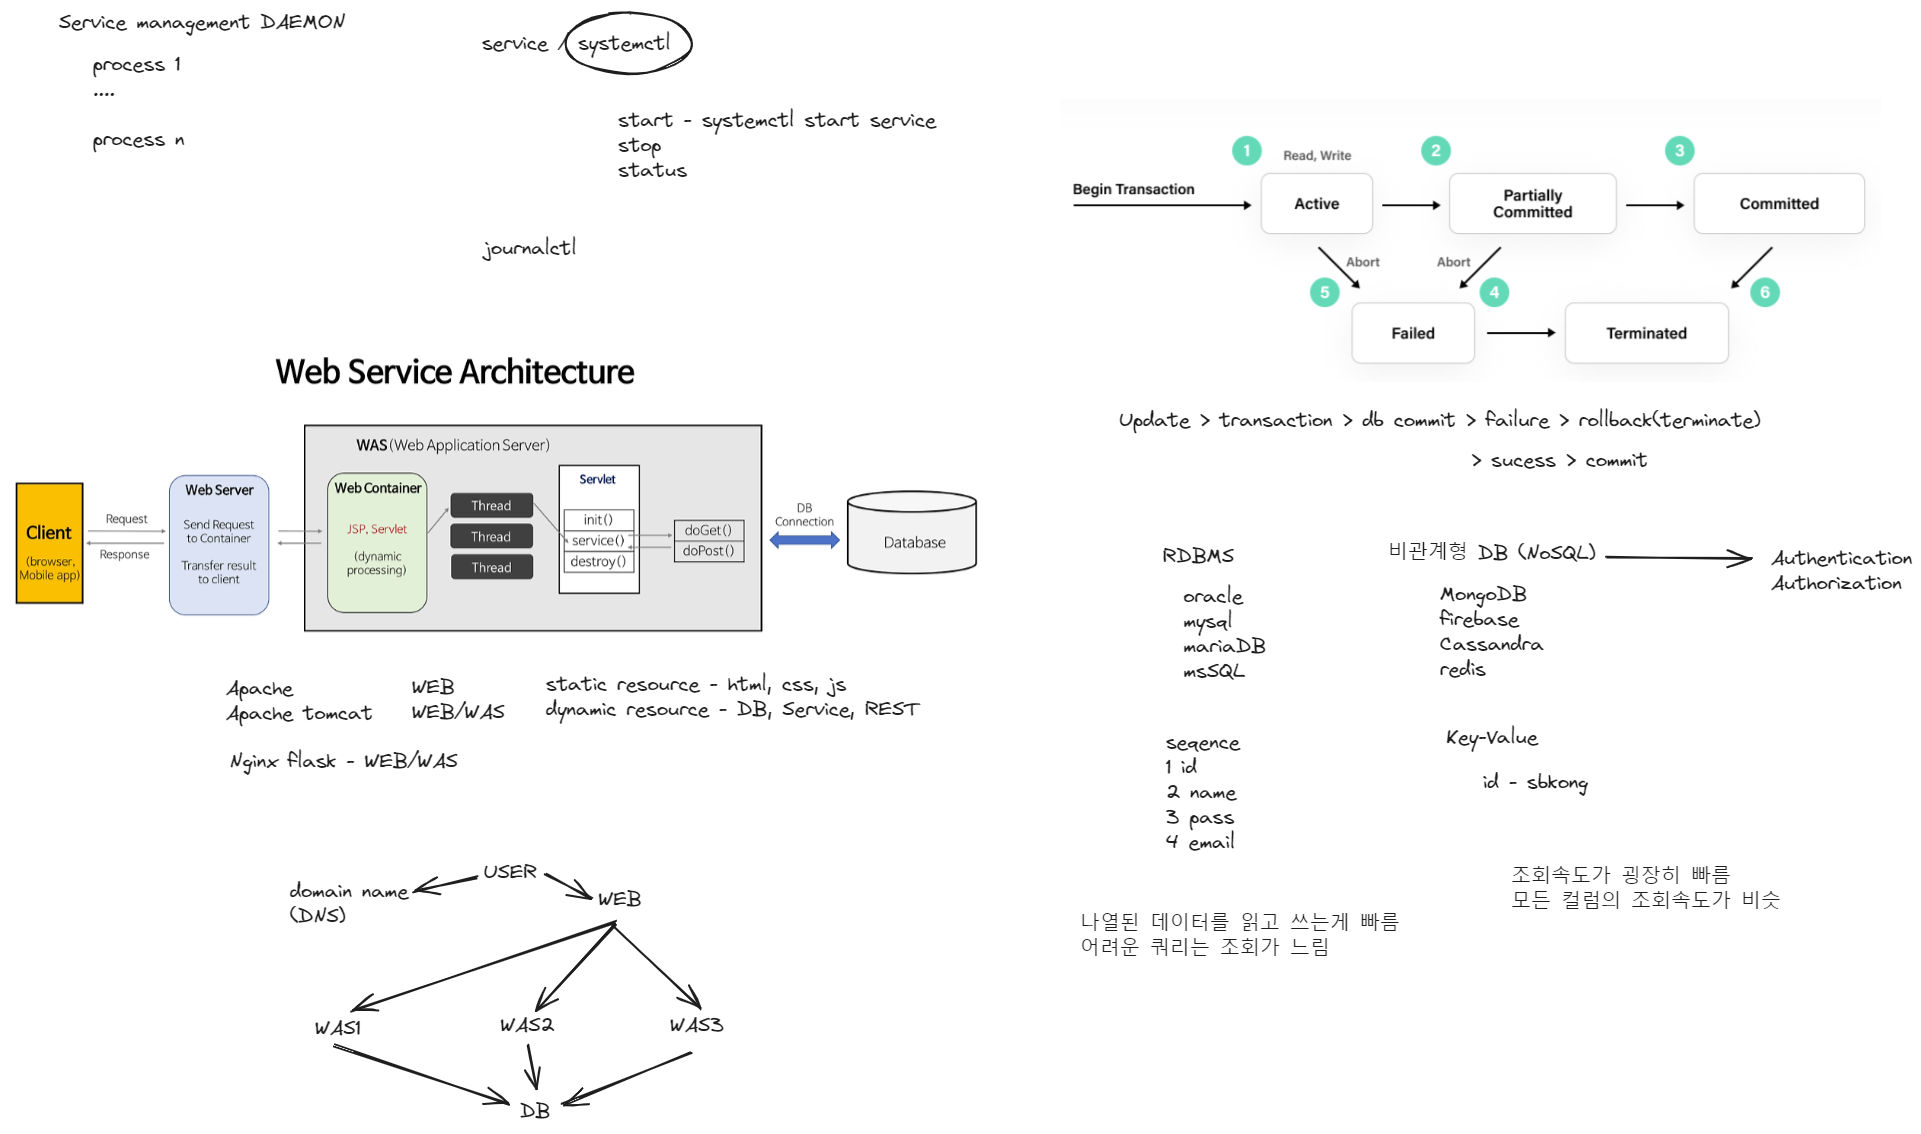 Service management DAEMON
process 1
....
process n
service / systemctl
start - systemctl start service
stop
status
journalctl
Web Service Architecture
WAS (Web Application Server)
Client
(browser,
Mobile app)
Request
Response
Web Server
Send Request
to Container
Transfer result
to client
Web Container
JSP, Servlet
(dynamic
processing)
Thread
Thread
Thread
Servlet
init()
service()
destroy()
doGet()
doPost()
DB
Connection
Database
Apache WEB static resource - html, css, js
Apache tomcat WEB/WAS dynamic resource - DB, Service, REST
Nginx flask - WEB/WAS
USER
domain name
(DNS)
WEB
WAS1 WAS2 WAS3
DB
1 Read, Write 2 3
Begin Transaction
Active
Partially
Committed
Committed
Abort Abort
5 4 6
Failed
Terminated
Update > transaction > db commit > failure > rollback(terminate)
> sucess > commit
RDBMS
oracle
mysql
mariaDB
msSQL
비관계형 DB (NoSQL)
Authentication
Authorization
MongoDB
firebase
Cassandra
redis
seqence
1 id
2 name
3 pass
4 email
Key-Value
id - sbkong
조회속도가 굉장히 빠름
모든 컬럼의 조회속도가 비슷
나열된 데이터를 읽고 쓰는게 빠름
어려운 쿼리는 조회가 느림